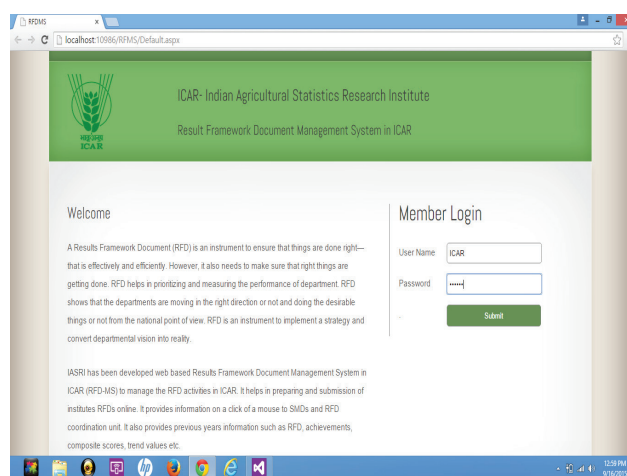 RFDMS
localhost:10986/RFMS/Default.aspx
ICAR- Indian Agricultural Statistics Research Institute
Result Framework Document Management System in ICAR
ICAR
Welcome
A Results Framework Document (RFD) is an instrument to ensure that things are done right—
that is effectively and efficiently. However, it also needs to make sure that right things are
getting done. RFD helps in prioritizing and measuring the performance of department. RFD
shows that the departments are moving in the right direction or not and doing the desirable
things or not from the national point of view. RFD is an instrument to implement a strategy and
convert departmental vision into reality.
IASRI has been developed web based Results Framework Document Management System in
ICAR (RFD-MS) to manage the RFD activities in ICAR. It helps in preparing and submission of
institutes RFDs online. It provides information on a click of a mouse to SMDs and RFD
coordination unit. It also provides previous years information such as RFD, achievements,
composite scores, trend values etc.
Member Login
User Name ICAR
Password ••••••
Submit
12:59 PM